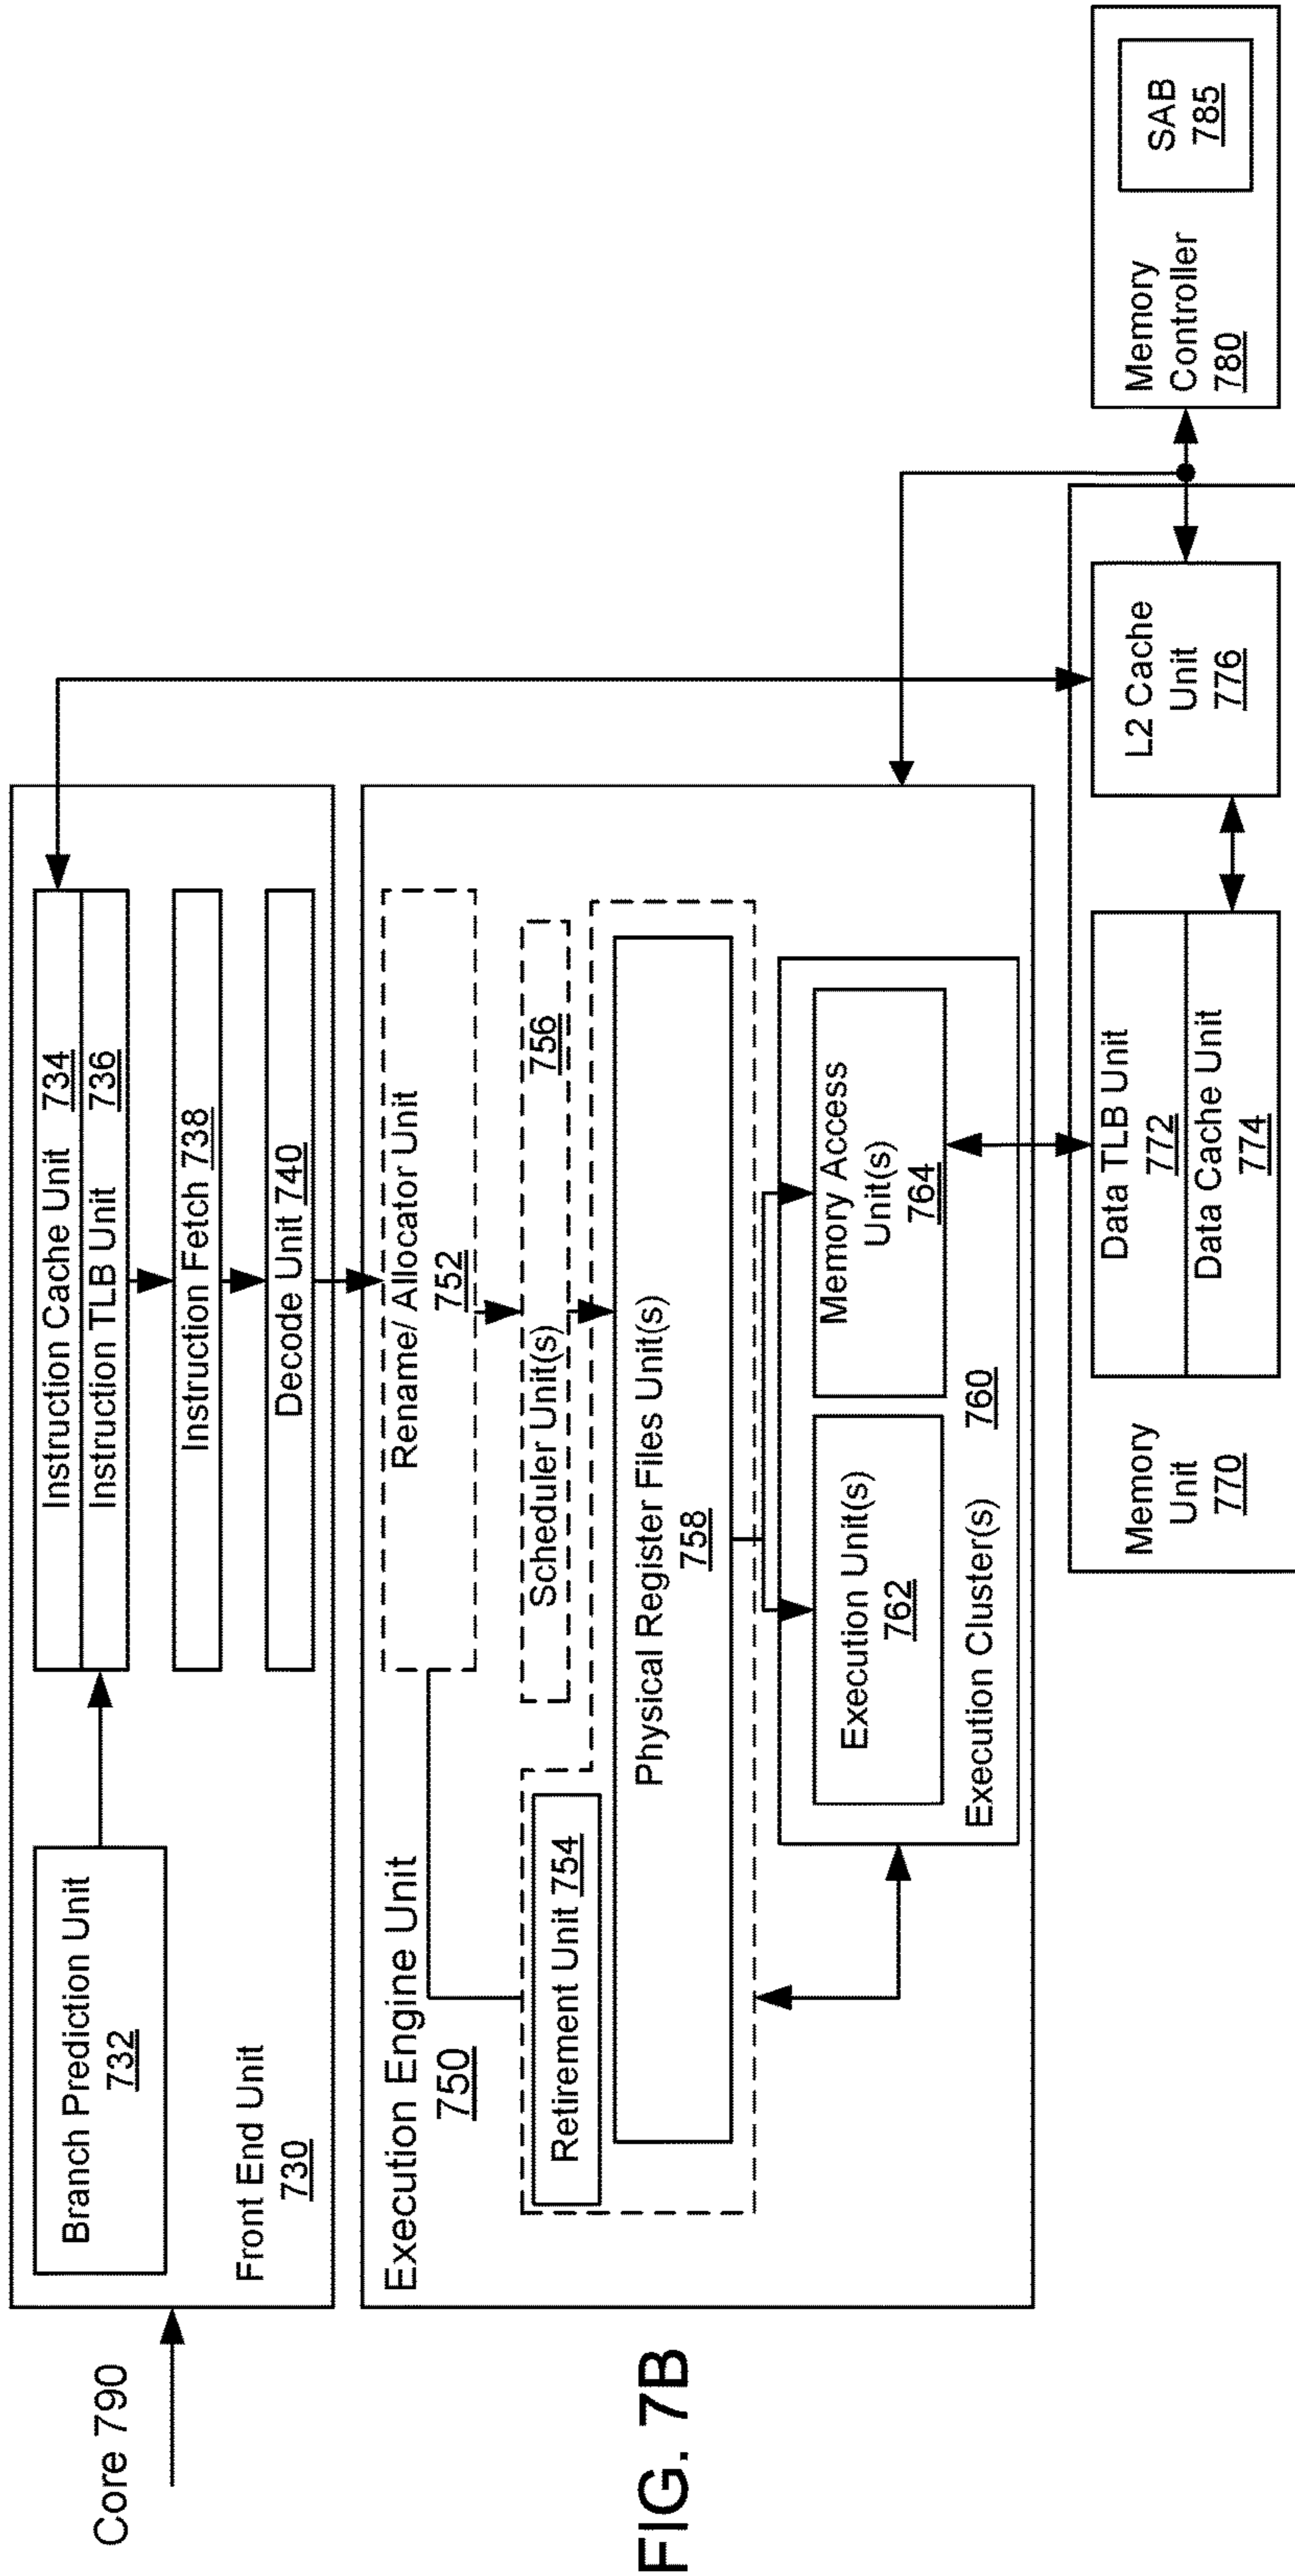 Core 790
Branch Prediction Unit
732
Front End Unit
730
Instruction Cache Unit 734
Instruction TLB Unit 736
Instruction Fetch 738
Decode Unit 740
Execution Engine Unit
750
Rename/ Allocator Unit
752
Scheduler Unit(s) 756
Retirement Unit 754
Physical Register Files Unit(s)
758
Execution Unit(s)
762
Memory Access
Unit(s)
764
Execution Cluster(s) 760
Memory
Unit
770
Data TLB Unit
772
Data Cache Unit
774
L2 Cache
Unit
776
Memory
Controller
780
SAB
785
FIG. 7B